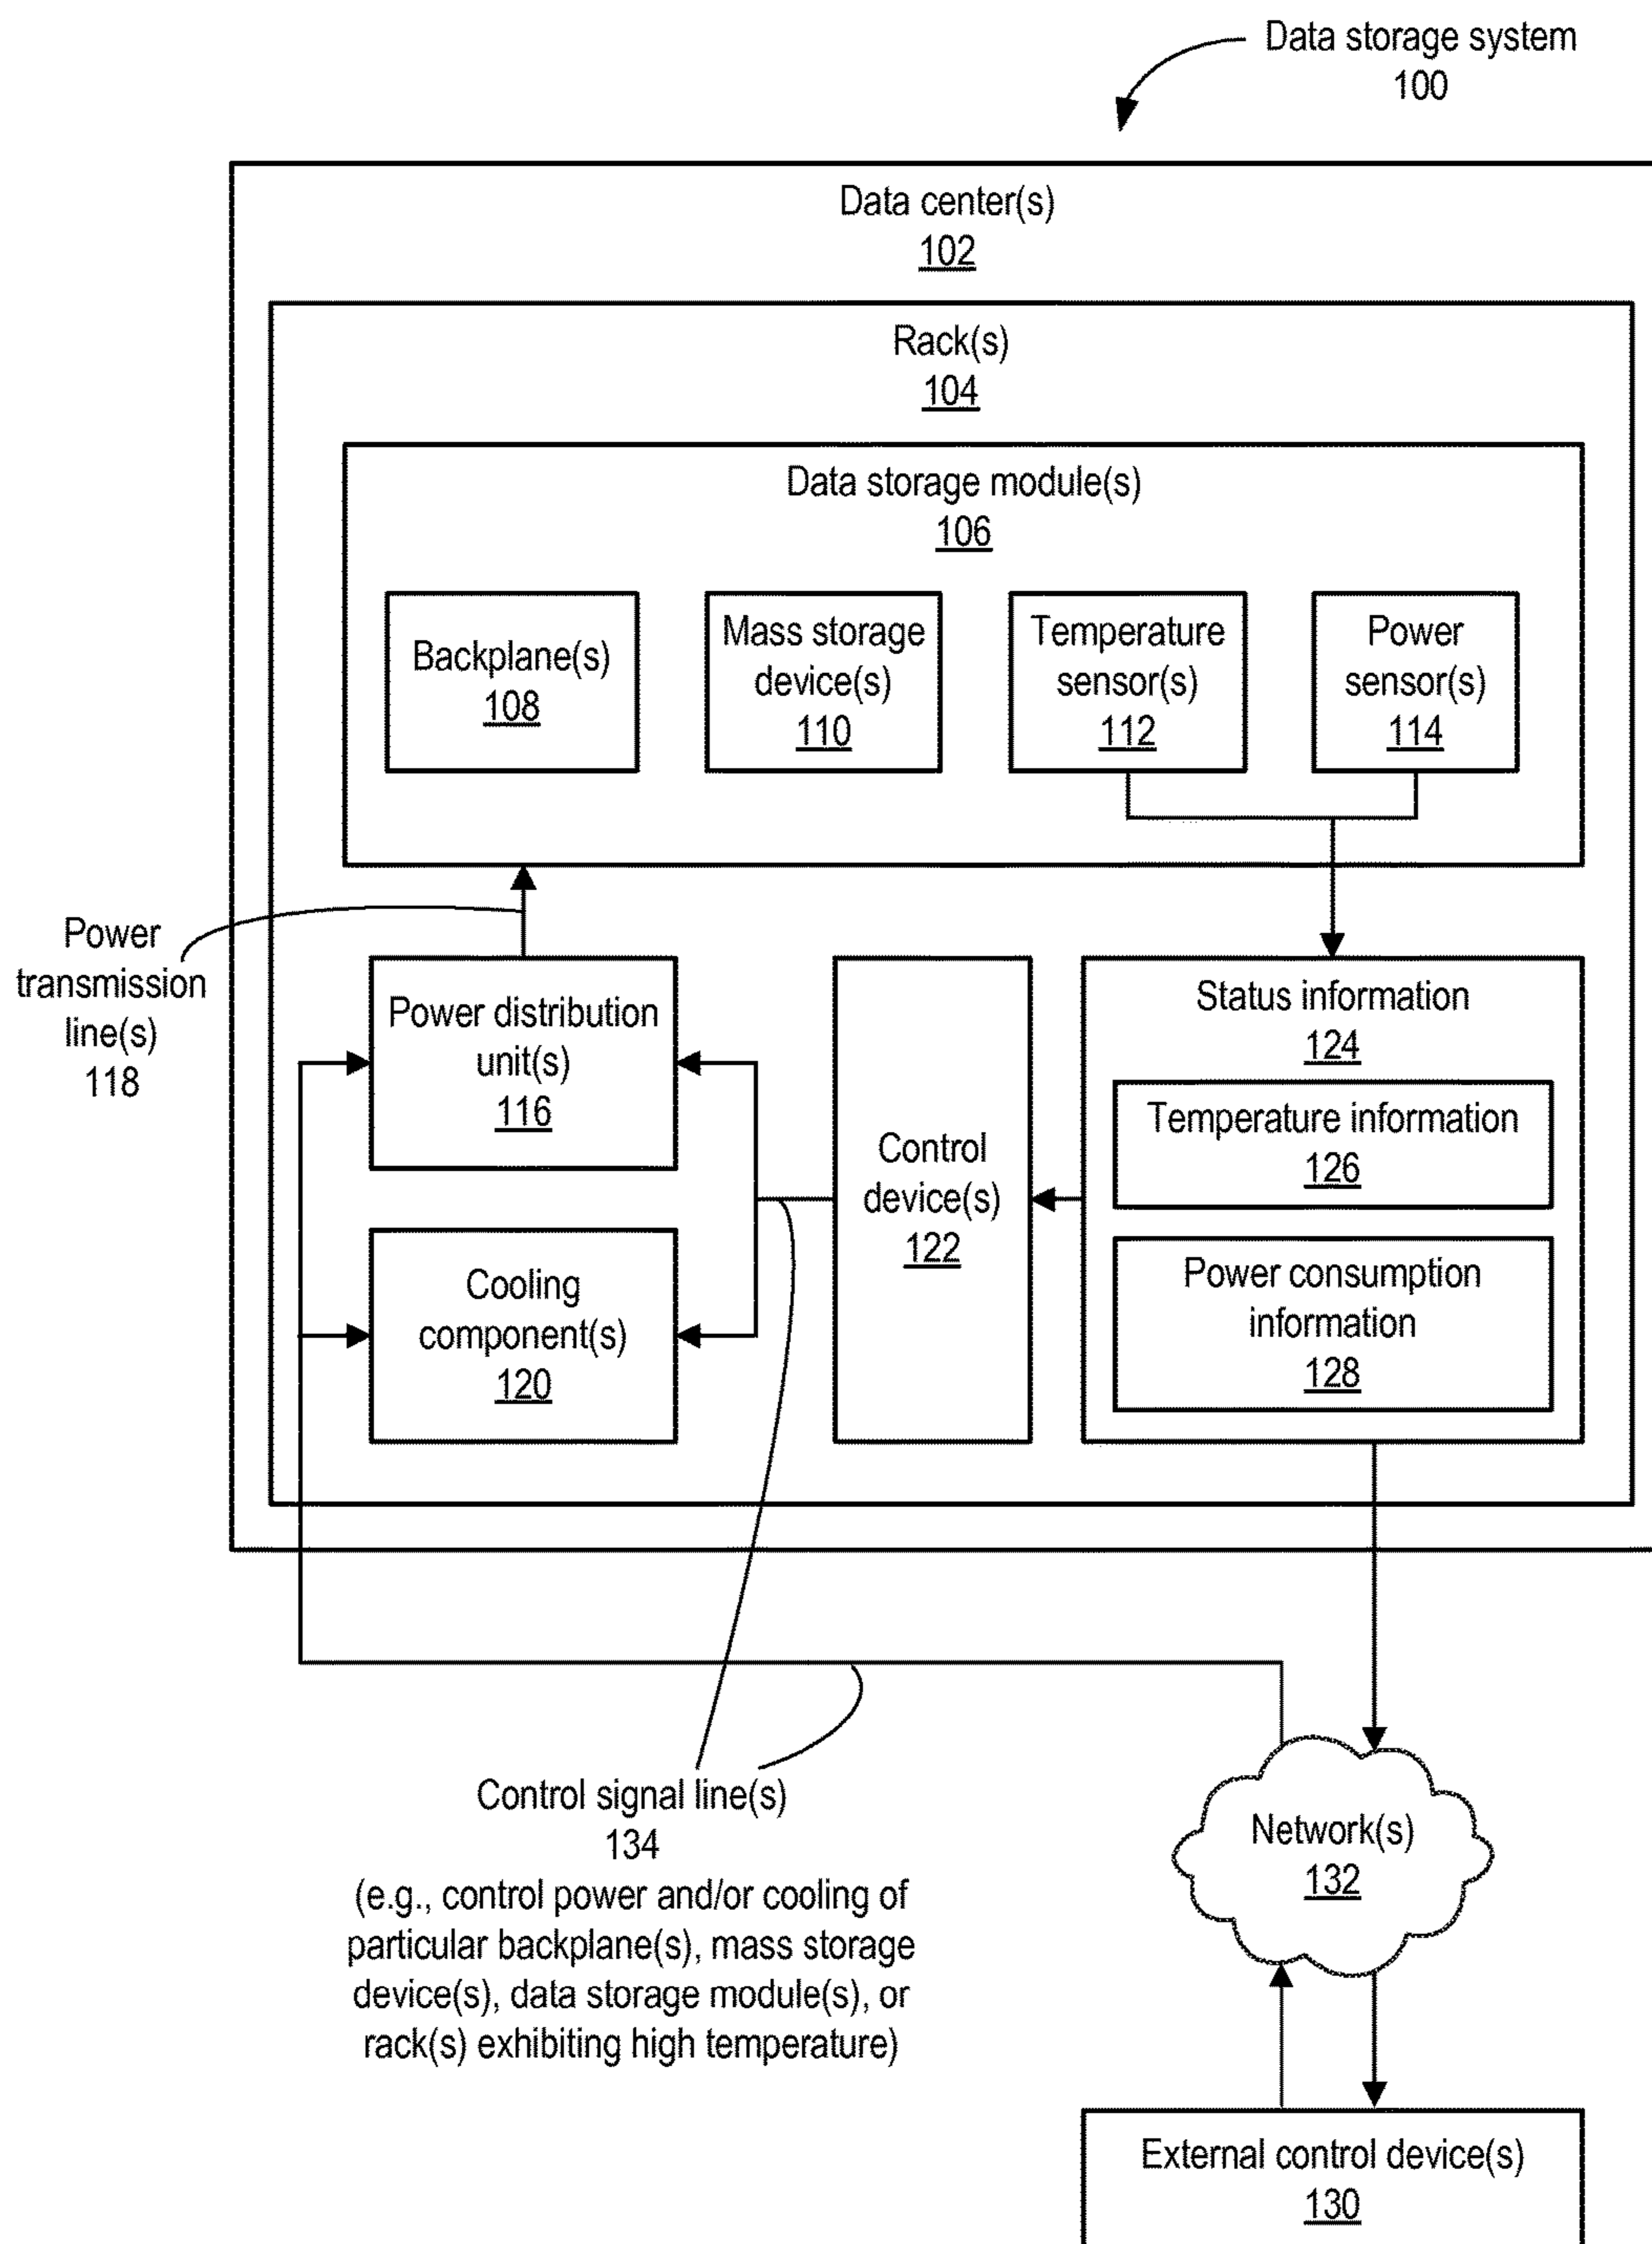 Data storage system
100
Data center(s)
102
Rack(s)
104
Data storage module(s)
106
Backplane(s)
108
Mass storage
device(s)
110
Temperature
sensor(s)
112
Power
sensor(s)
114
Power
transmission
line(s)
118
Power distribution
unit(s)
116
Cooling
component(s)
120
Control
device(s)
122
Status information
124
Temperature information
126
Power consumption
information
128
Control signal line(s)
134
(e.g., control power and/or cooling of
particular backplane(s), mass storage
device(s), data storage module(s), or
rack(s) exhibiting high temperature)
Network(s)
132
External control device(s)
130